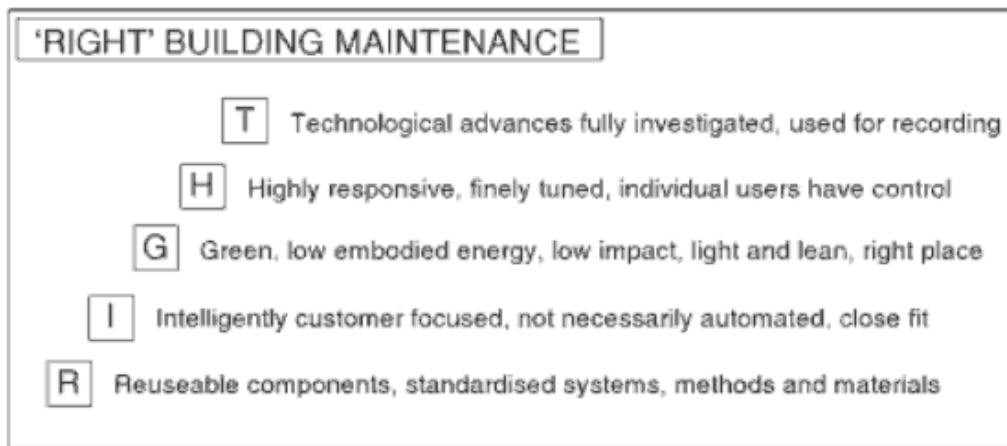 ‘RIGHT’ BUILDING MAINTENANCE
T Technological advances fully investigated, used for recording
H Highly responsive, finely tuned, individual users have control
G Green, low embodied energy, low impact, light and lean, right place
I Intelligently customer focused, not necessarily automated, close fit
R Reuseable components, standardised systems, methods and materials